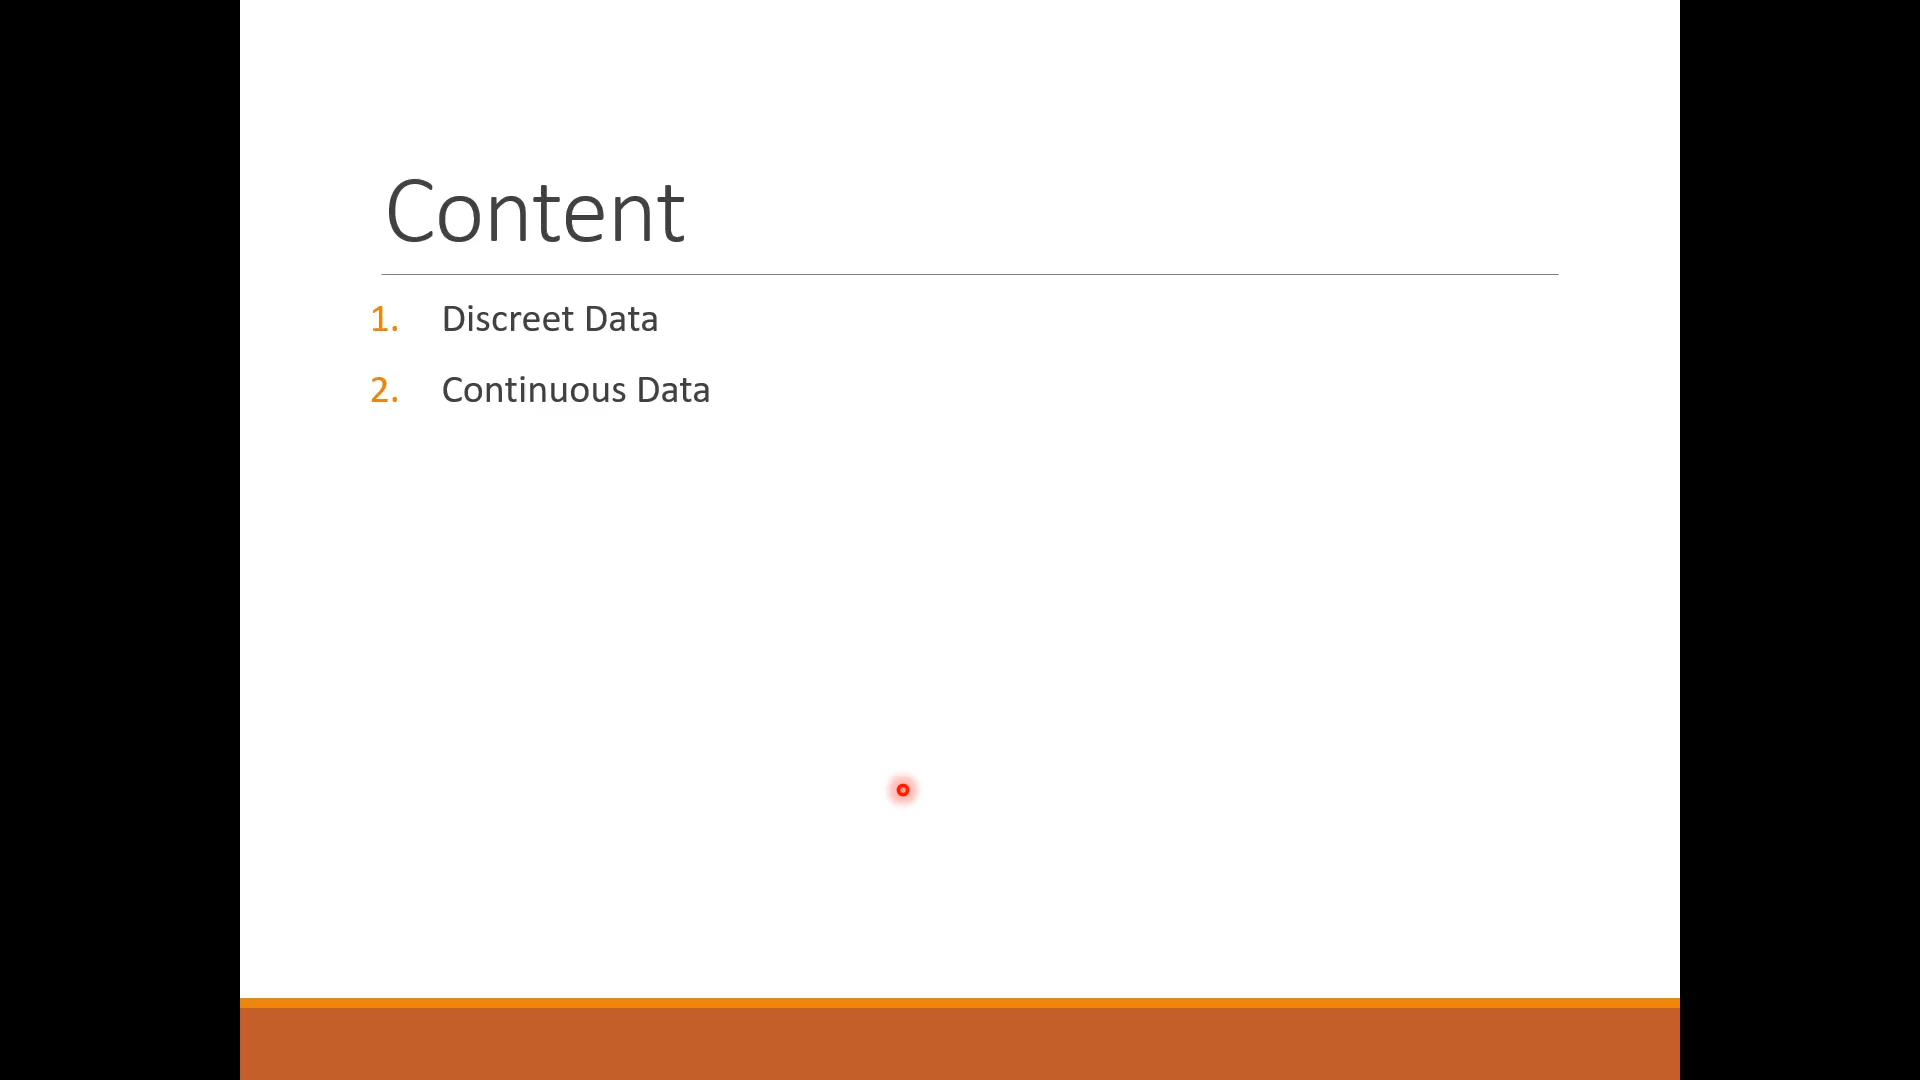 Content
1. Discreet Data
2. Continuous Data